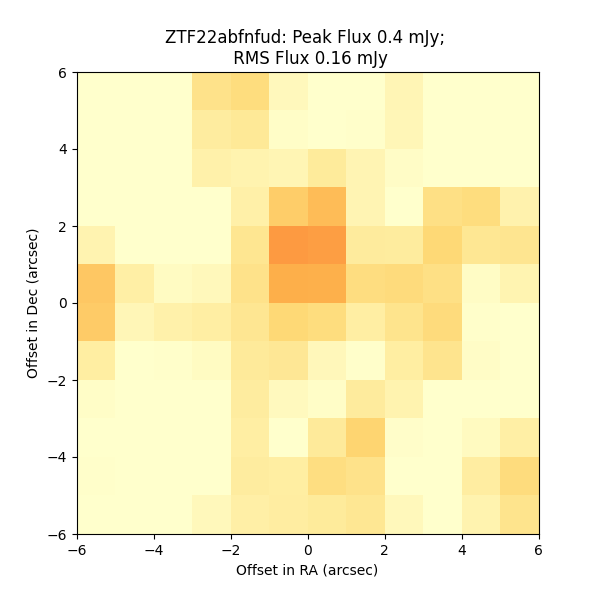 ZTF22abfnfud: Peak Flux 0.4 mJy;
RMS Flux 0.16 mJy
6
4
2
0
−2
−4
−6
Offset in Dec (arcsec)
−6 −4 −2 0 2 4 6
Offset in RA (arcsec)